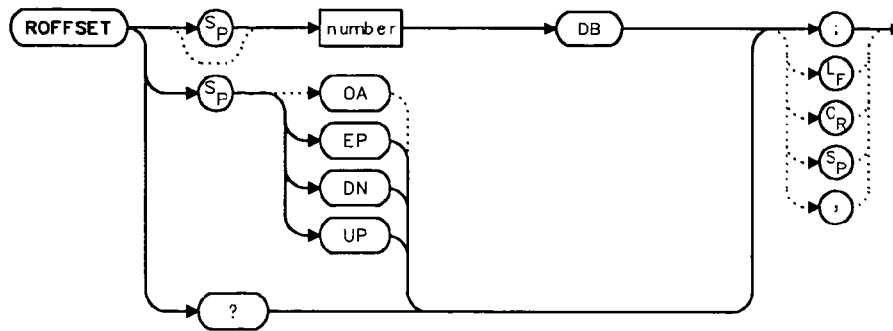 ROFFSET SP number DB ;
LF
SP OA
CR
EP
SP
DN
,
UP
?